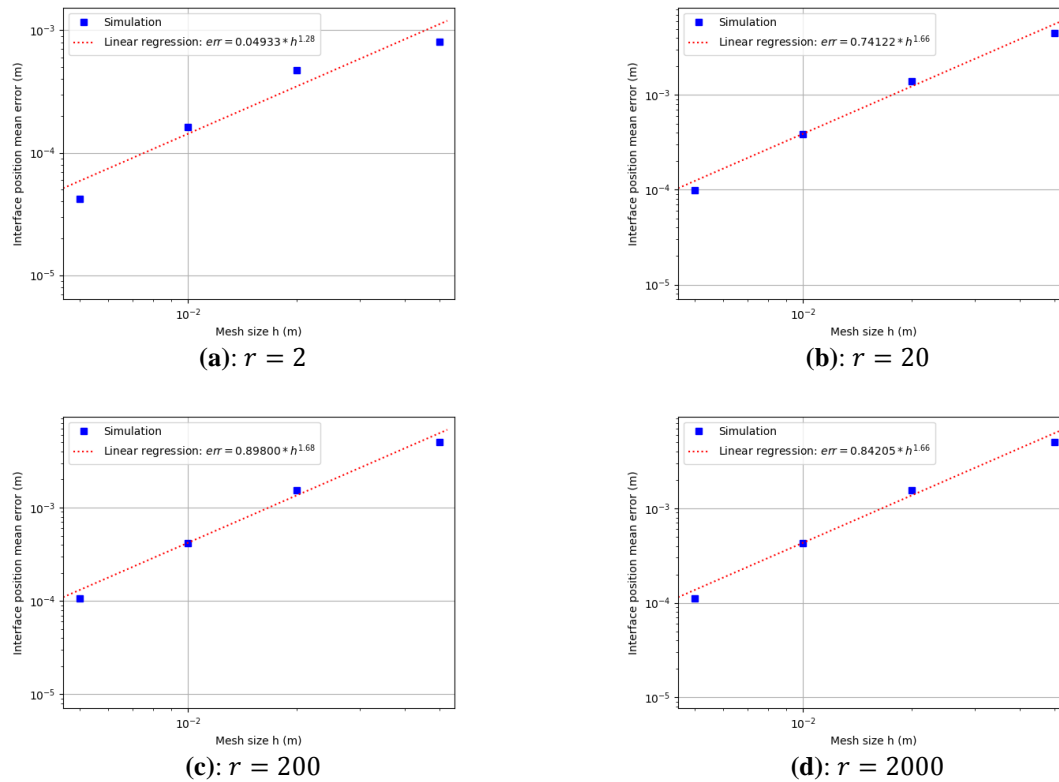 Simulation
Linear regression: err = 0.04933 * h^1.28
10^-3
10^-4
10^-5
Interface position mean error (m)
10^-2
Mesh size h (m)
(a): r = 2
Simulation
Linear regression: err = 0.74122 * h^1.66
10^-3
10^-4
10^-5
Interface position mean error (m)
10^-2
Mesh size h (m)
(b): r = 20
Simulation
Linear regression: err = 0.89800 * h^1.68
10^-3
10^-4
10^-5
Interface position mean error (m)
10^-2
Mesh size h (m)
(c): r = 200
Simulation
Linear regression: err = 0.84205 * h^1.66
10^-3
10^-4
10^-5
Interface position mean error (m)
10^-2
Mesh size h (m)
(d): r = 2000